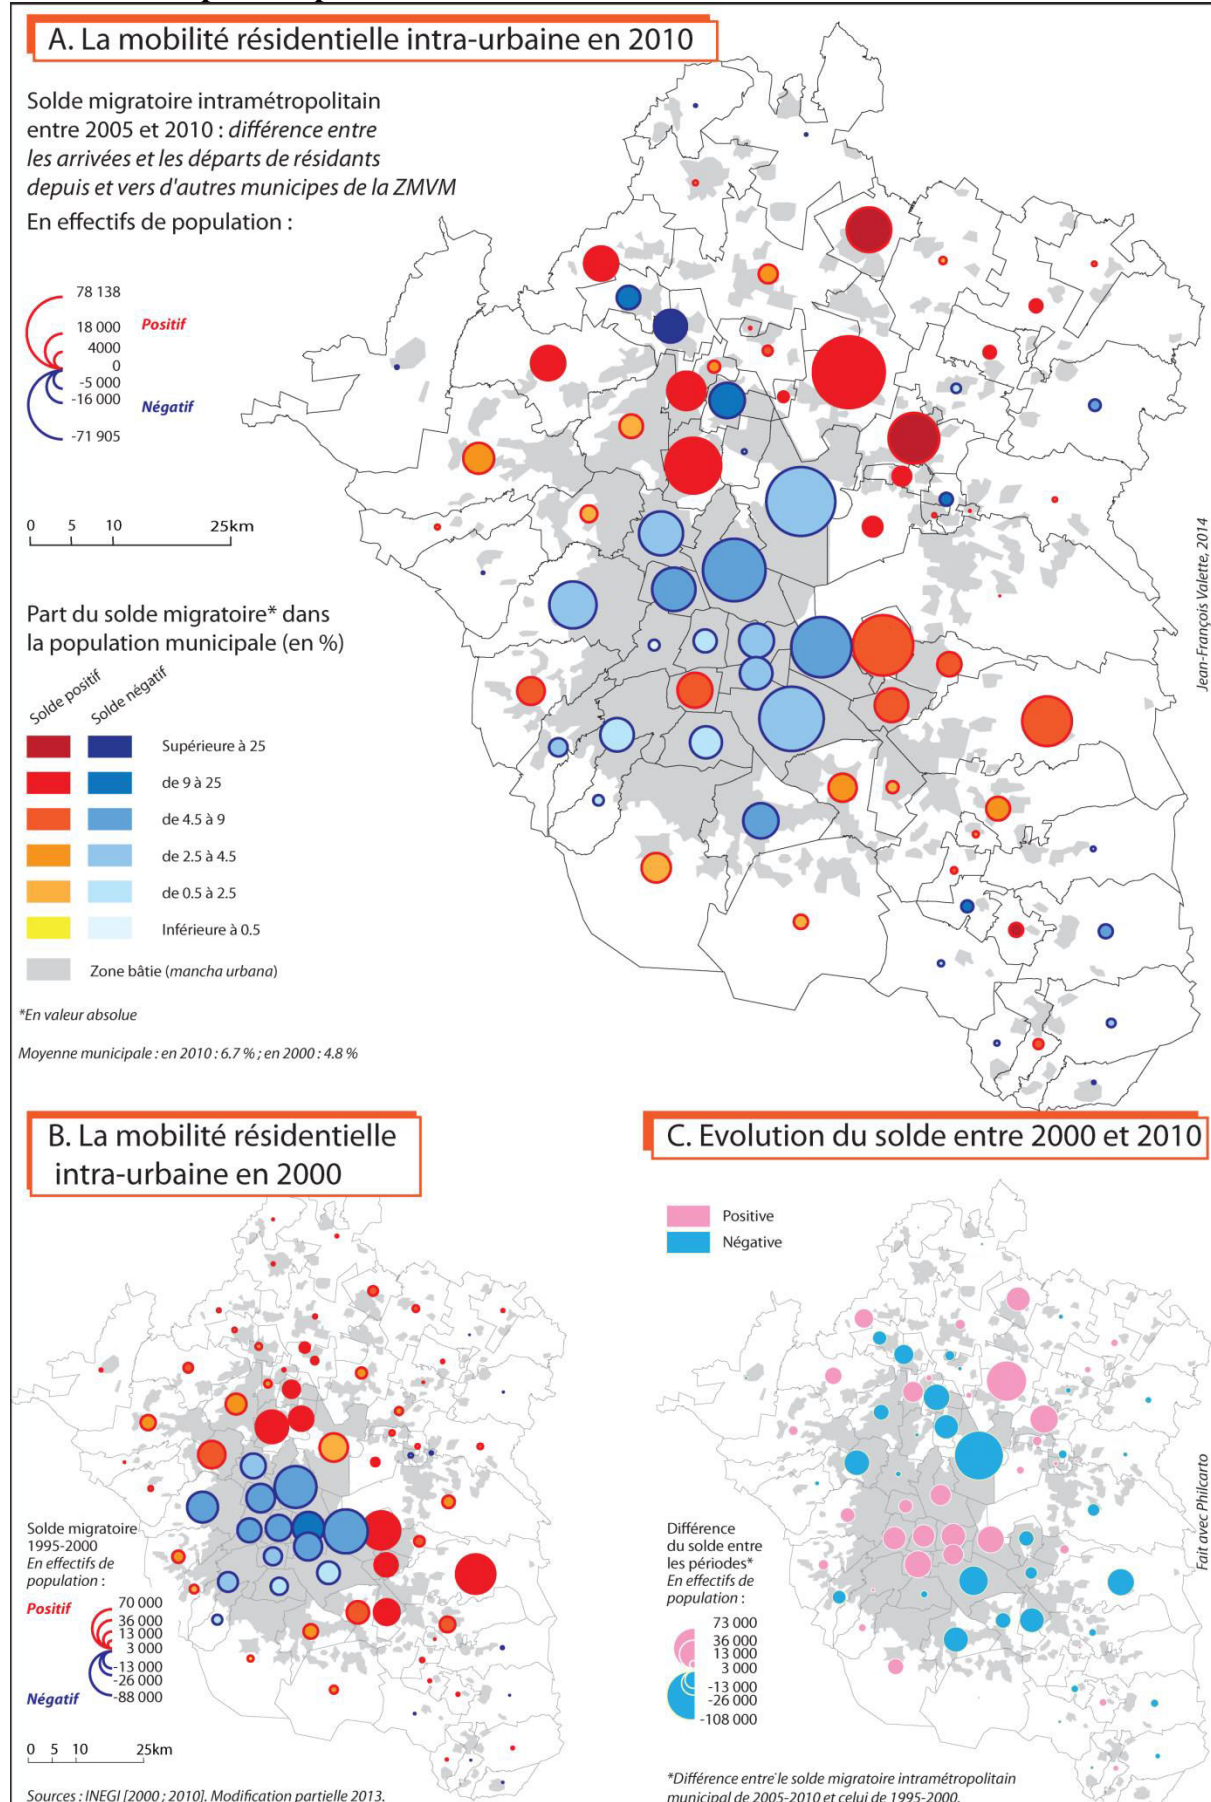 A. La mobilité résidentielle intra-urbaine en 2010
Solde migratoire intramétropolitain
entre 2005 et 2010 : différence entre
les arrivées et les départs de résidants
depuis et vers d'autres municipes de la ZMVM
En effectifs de population :
78 138
18 000
4000
0
-5 000
-16 000
-71 905
Positif
Négatif
0 5 10 25km
Part du solde migratoire* dans
la population municipale (en %)
Solde positif
Solde négatif
Supérieure à 25
de 9 à 25
de 4.5 à 9
de 2.5 à 4.5
de 0.5 à 2.5
Inférieure à 0.5
Zone bâtie (mancha urbana)
*En valeur absolue
Moyenne municipale : en 2010 : 6.7 % ; en 2000 : 4.8 %
Jean-François Valette, 2014
B. La mobilité résidentielle
intra-urbaine en 2000
Solde migratoire
1995-2000
En effectifs de
population :
Positif
70 000
36 000
13 000
3 000
-13 000
-26 000
-88 000
Négatif
0 5 10 25km
Sources : INEGI [2000 ; 2010]. Modification partielle 2013.
C. Evolution du solde entre 2000 et 2010
Positive
Négative
Différence
du solde entre
les périodes*
En effectifs de
population :
73 000
36 000
13 000
3 000
-13 000
-26 000
-108 000
*Différence entre le solde migratoire intramétropolitain
municipal de 2005-2010 et celui de 1995-2000.
Fait avec Philcarto